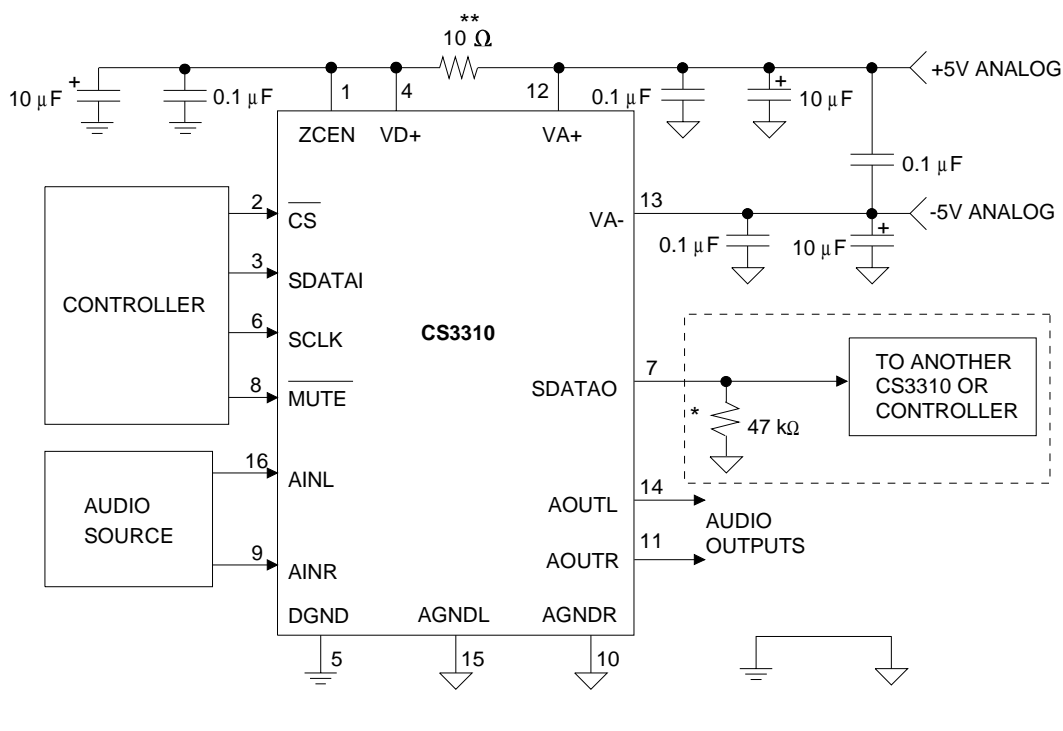 **
10 Ω
+5V ANALOG
+
10 μF
0.1 μF
1
4
12
0.1 μF
+
10 μF
ZCEN
VD+
VA+
0.1 μF
2
CS
13
VA-
-5V ANALOG
0.1 μF
10 μF
+
3
SDATAI
CONTROLLER
6
SCLK
CS3310
8
MUTE
7
SDATAO
TO ANOTHER
CS3310 OR
CONTROLLER
*
47 kΩ
16
AINL
14
AOUTL
AUDIO
SOURCE
AUDIO
OUTPUTS
11
AOUTR
9
AINR
DGND
AGNDL
AGNDR
5
15
10